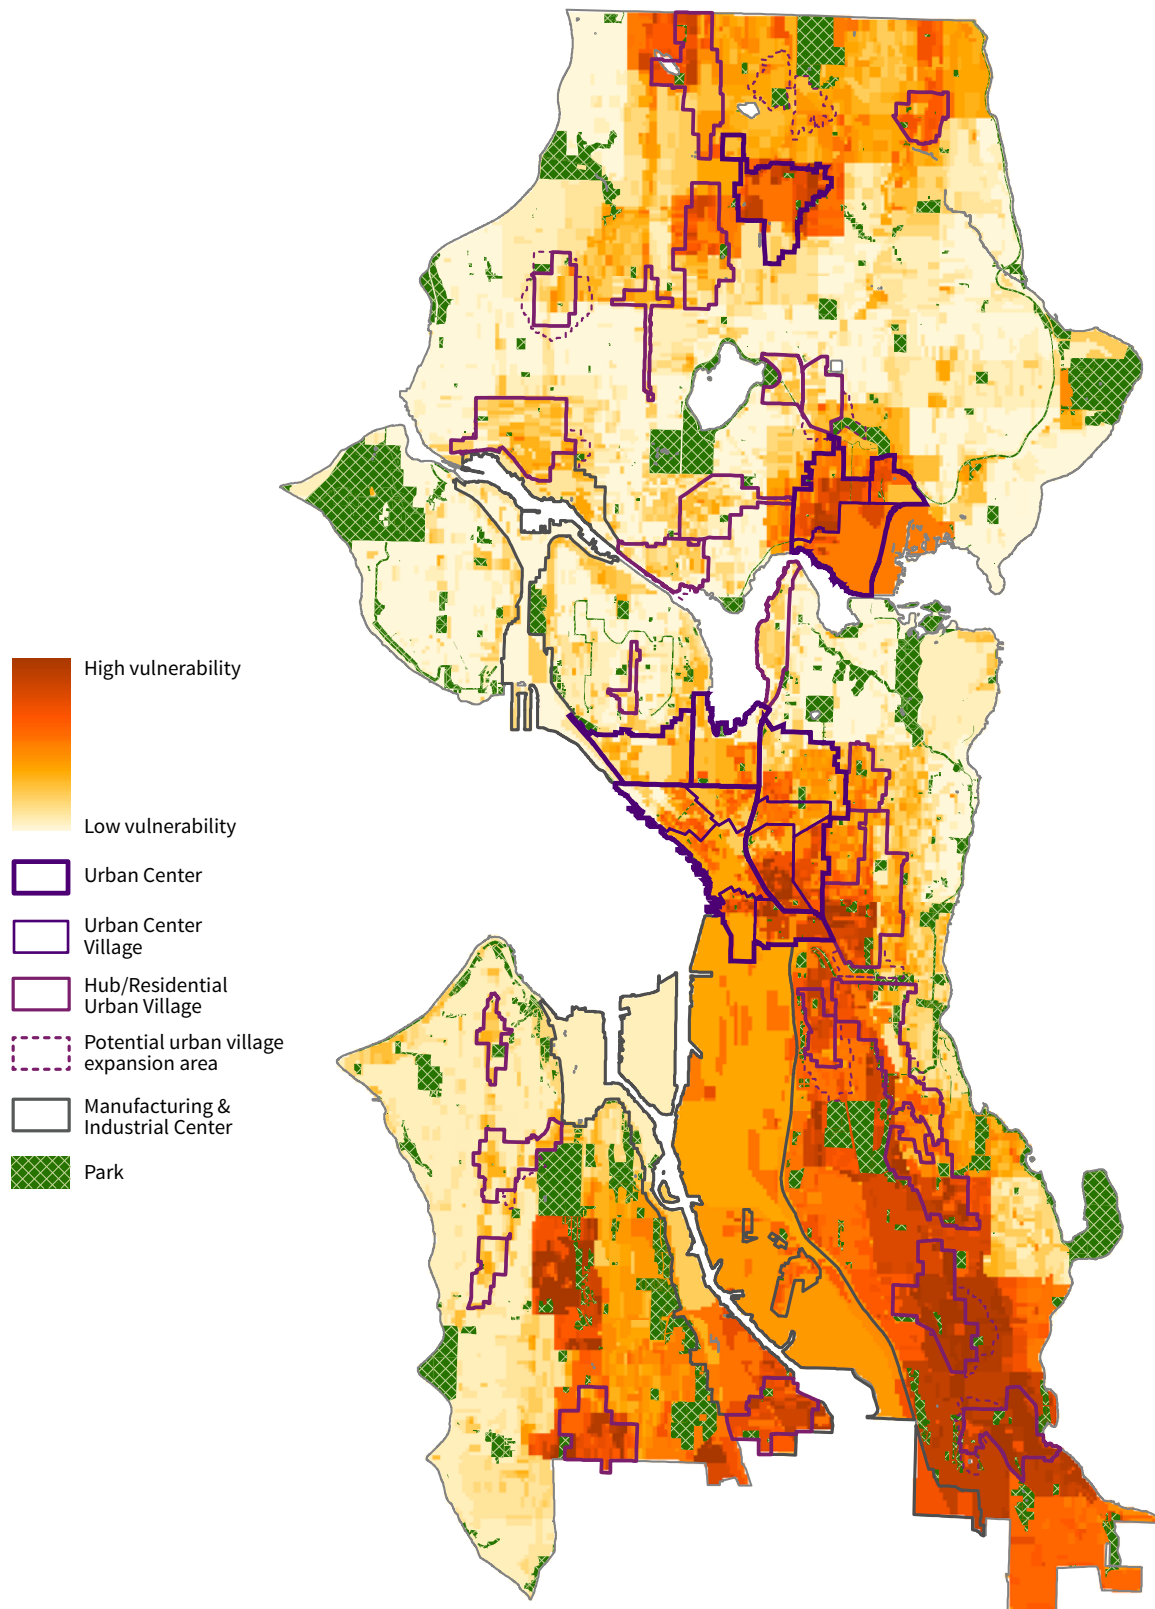 High vulnerability
Low vulnerability
Urban Center
Urban Center
Village
Hub/Residential
Urban Village
Potential urban village
expansion area
Manufacturing &
Industrial Center
Park